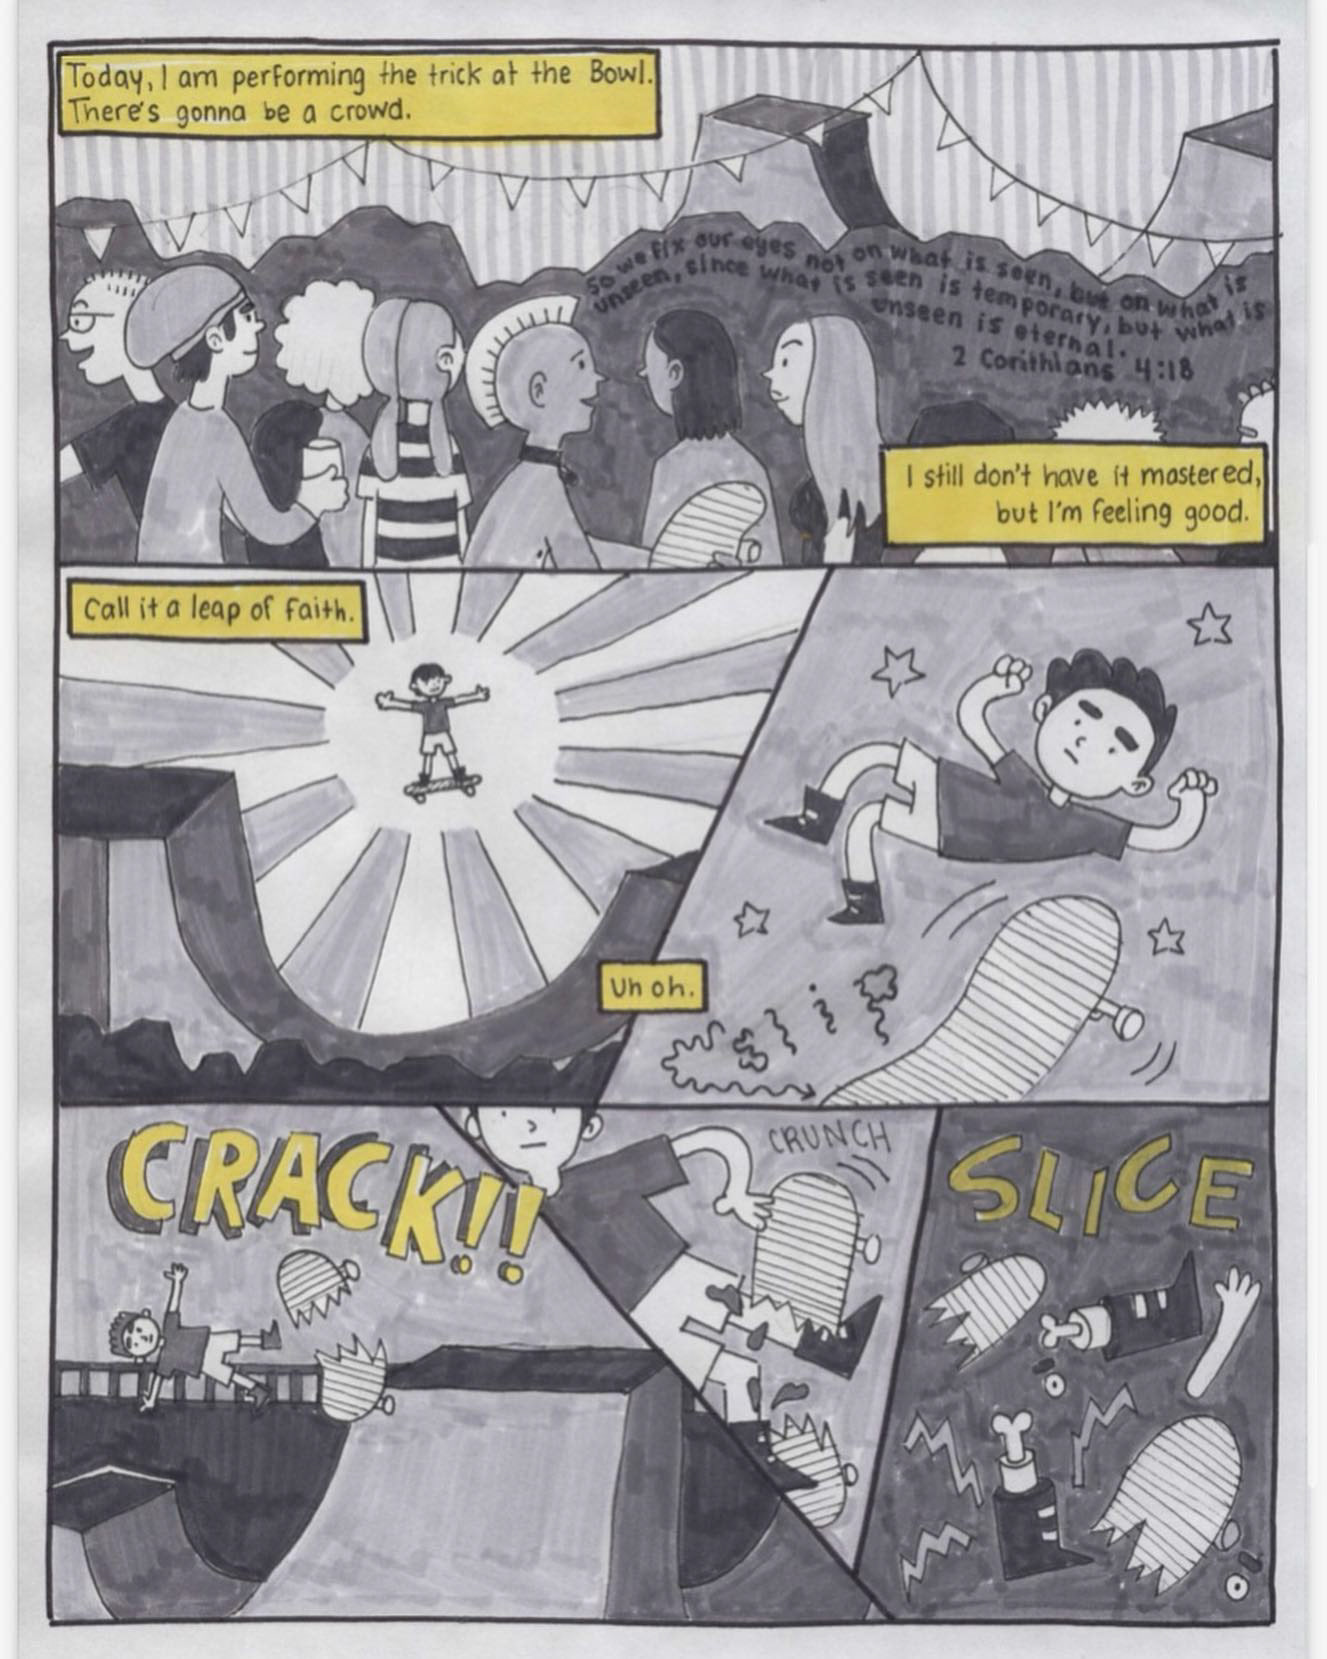 Today, I am performing the trick at the Bowl.
There's gonna be a crowd.
So we fix our eyes not on what is seen, but on what is
unseen, since what is seen is temporary, but what is
unseen is eternal.
2 Corithians 4:18
I still don't have it mastered,
but I'm feeling good.
Call it a leap of faith.
Uh oh.
slip
CRACK!!
CRUNCH
SLICE